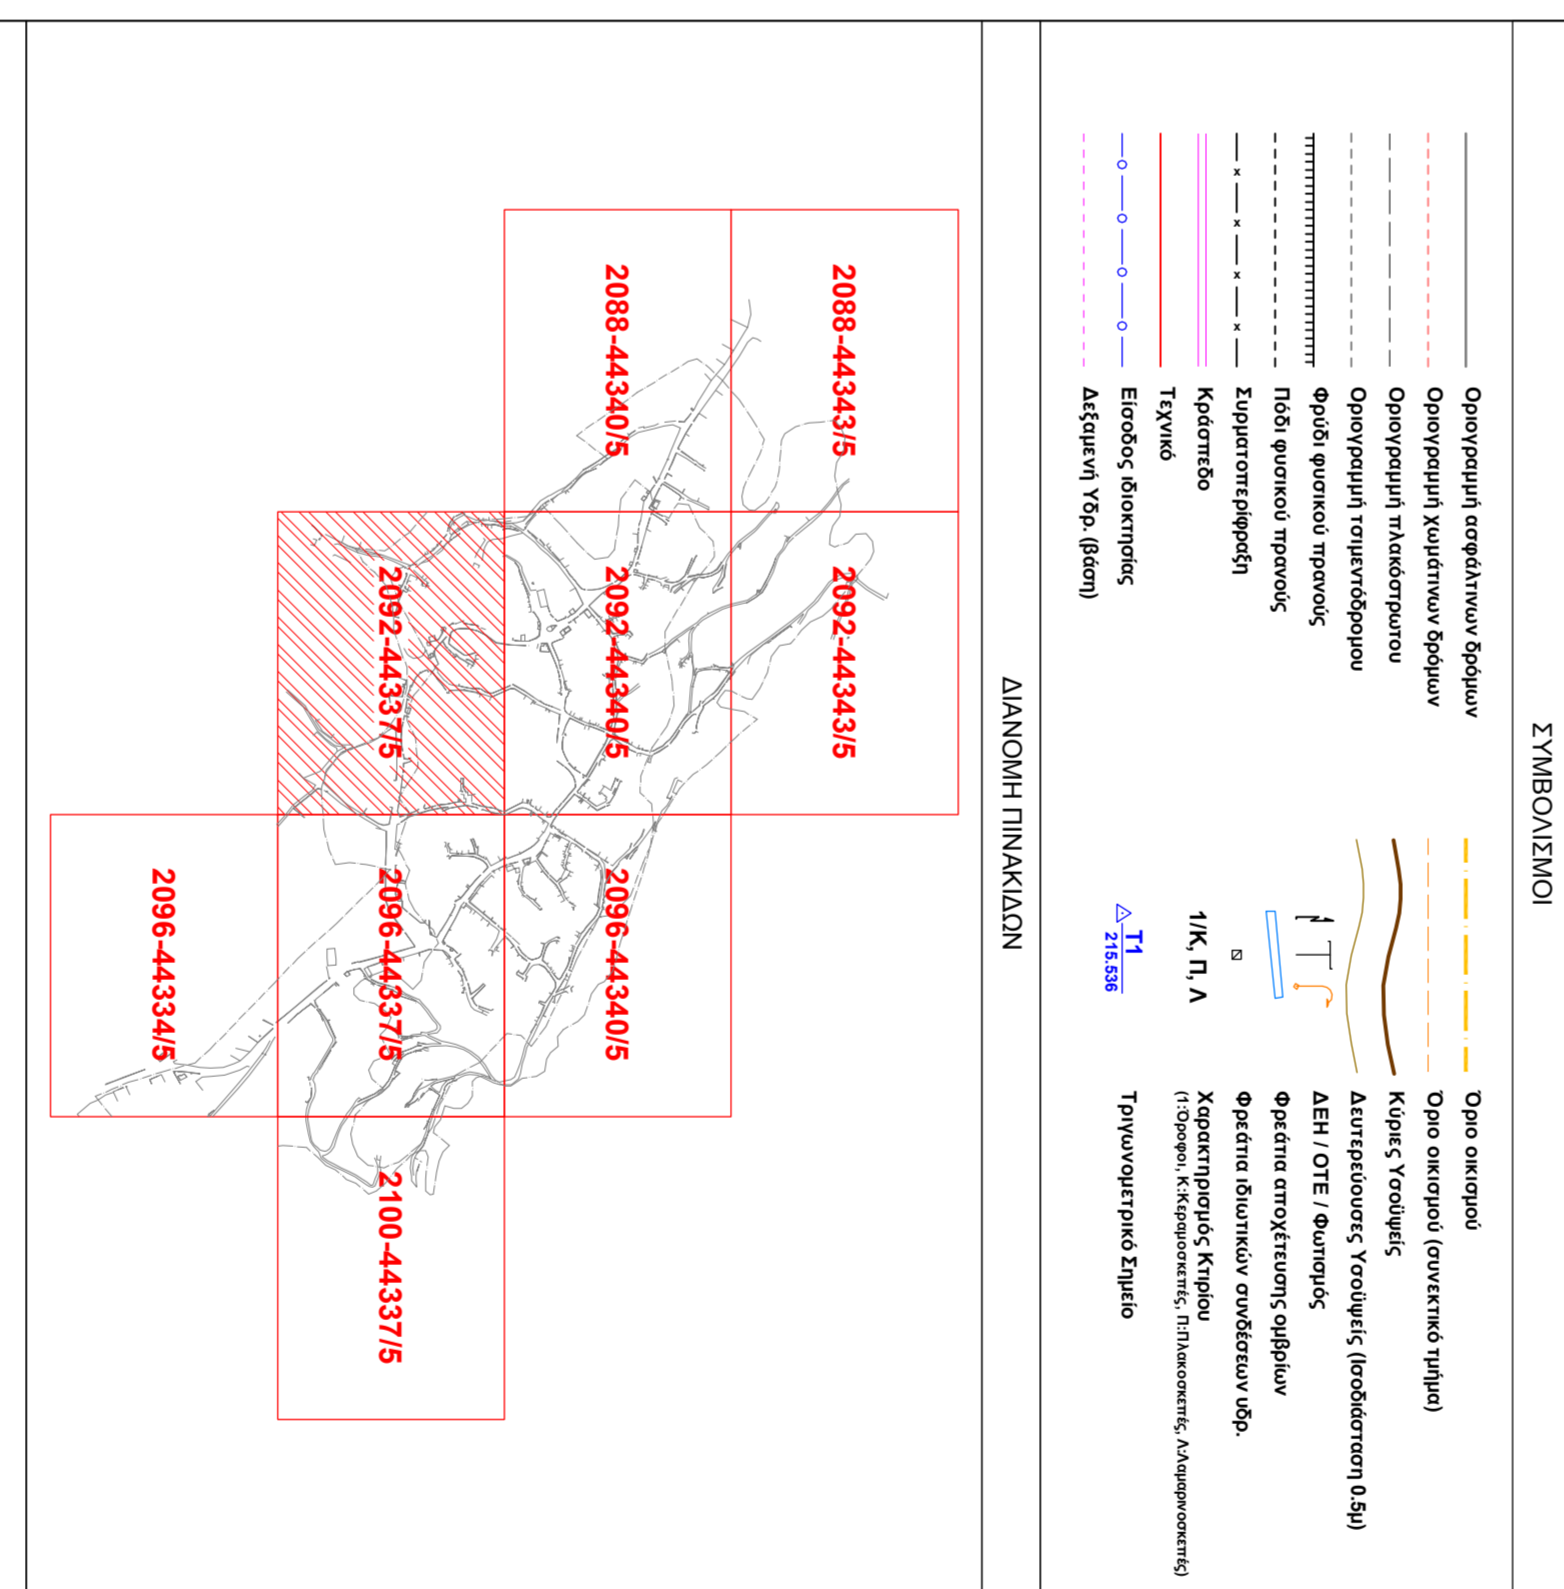 ΣΥΜΒΟΛΙΣΜΟΙ
Οριογραμμή ασφάλτινων δρόμων
Οριογραμμή χωμάτινων δρόμων
Οριογραμμή πλακόστρωτου
Οριογραμμή τσιμεντόδρομου
Φρύδι φυσικού πρανούς
Πόδι φυσικού πρανούς
Συρματοπερίφραξη
Κράσπεδο
Τεχνικό
Είσοδος ιδιοκτησίας
Δεξαμενή Υδρ. (βάση)
Όριο οικισμού
Όριο οικισμού (συνεκτικό τμήμα)
Κύριες Υσοϋψείς
Δευτερεύουσες Υσοϋψείς (Ισοδιάσταση 0.5μ)
ΔΕΗ / ΟΤΕ / Φωτισμός
Φρεάτια αποχέτευσης ομβρίων
Φρεάτια ιδιωτικών συνδέσεων υδρ.
1/Κ, Π, Λ
Χαρακτηρισμός Κτιρίου
(1:Όροφοι, Κ:Κεραμοσκεπές, Π:Πλακοσκεπές, Λ:Λαμαρινοσκεπές)
T1
215.536
Τριγωνομετρικό Σημείο
ΔΙΑΝΟΜΗ ΠΙΝΑΚΙΔΩΝ
2088-44343/5
2092-44343/5
2088-44340/5
2092-44340/5
2096-44340/5
2092-44337/5
2096-44337/5
2100-44337/5
2096-44334/5